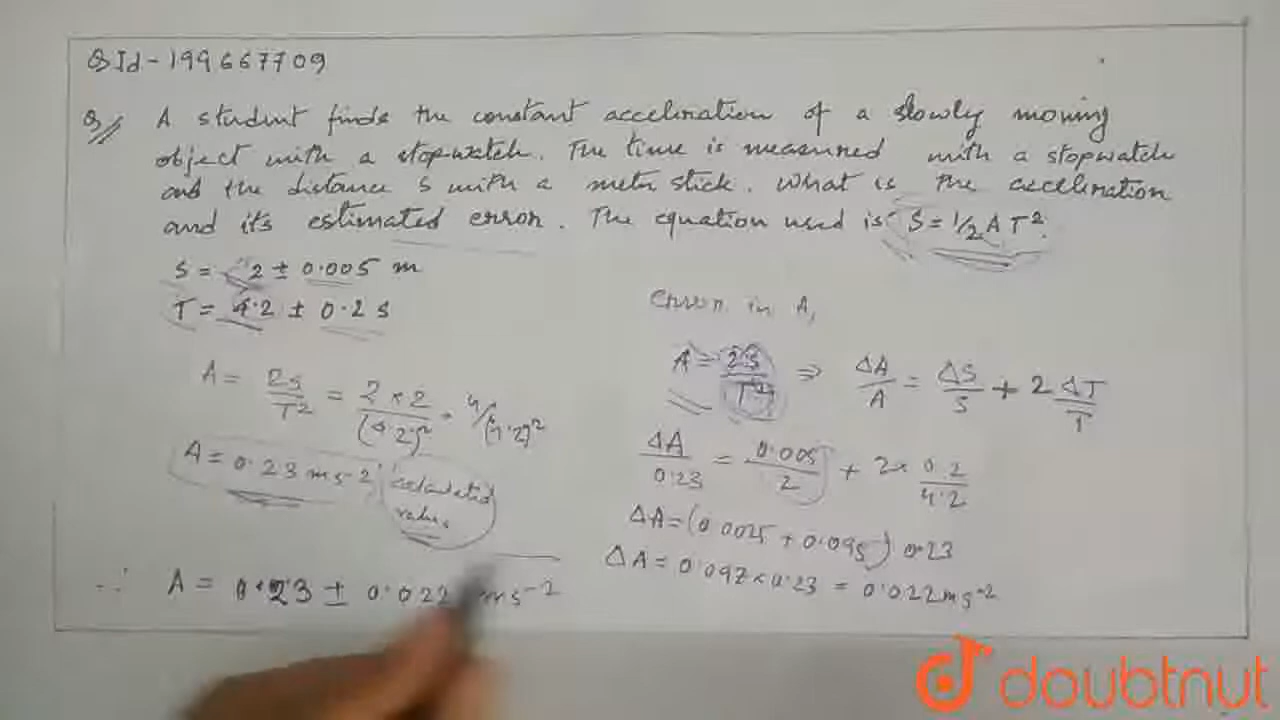 QId-199667709
Q// A student finds the constant acceleration of a slowly moving
object with a stopwatch. The time is measured with a stopwatch
and the distance S with a meter stick. What is the acceleration
and its estimated error. The equation used is S = 1/2 A T²
S = 2 ± 0.005 m
T = 4.2 ± 0.2 s
A = 2S/T² = 2×2/(4.2)² = 4/(4.2)²
A = 0.23 ms⁻² (calculated
value.
Error in A,
A = 2S/T² ⇒ ΔA/A = ΔS/S + 2 ΔT/T
ΔA/0.23 = 0.005/2 + 2× 0.2/4.2
ΔA = (0.0025 + 0.095) 0.23
ΔA = 0.097 × 0.23 = 0.022 ms⁻²
∴ A = 0.23 ± 0.022 ms⁻²
doubtnut